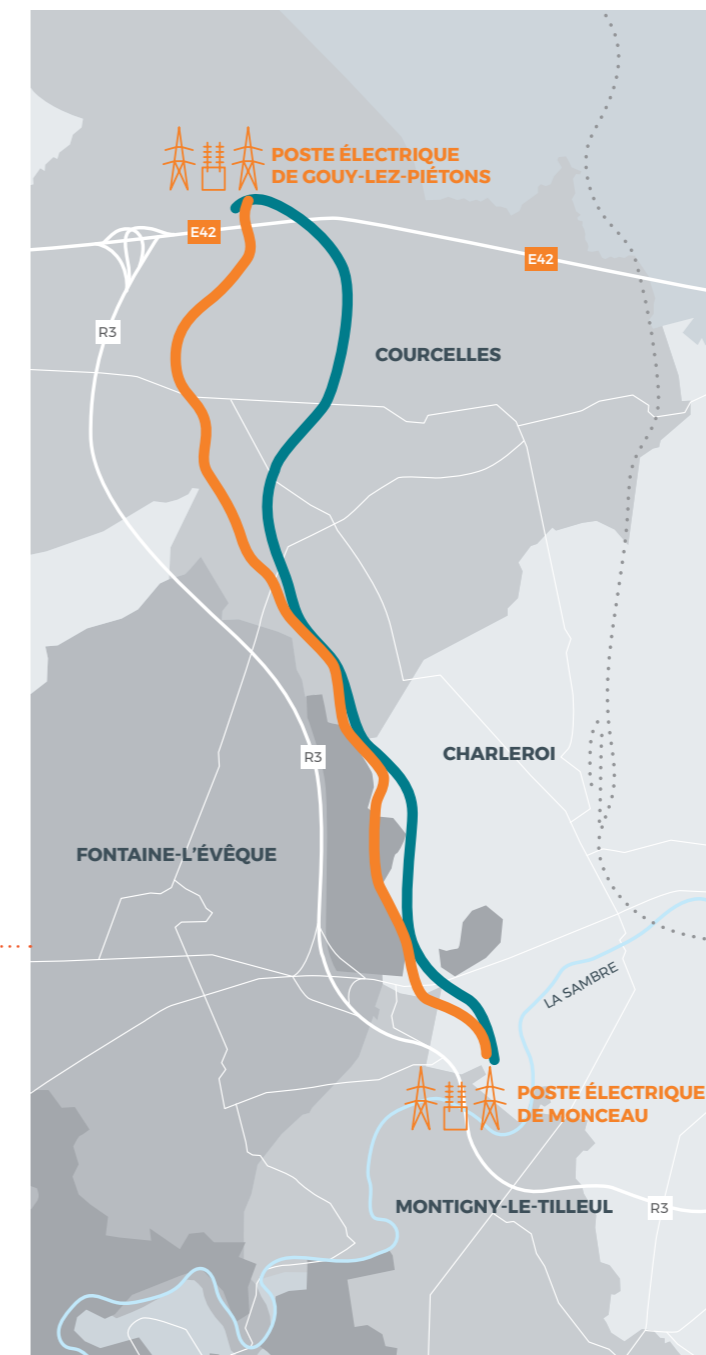 POSTE ÉLECTRIQUE
DE GOUY-LEZ-PIÉTONS
E42
E42
R3
COURCELLES
R3
CHARLEROI
FONTAINE-L'ÉVÊQUE
LA SAMBRE
POSTE ÉLECTRIQUE
DE MONCEAU
MONTIGNY-LE-TILLEUL
R3